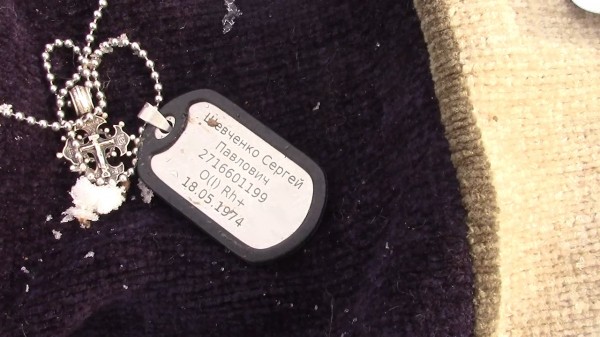 Шевченко Сергей
Павлович
2716601199
O(I) Rh+
18.05.1974